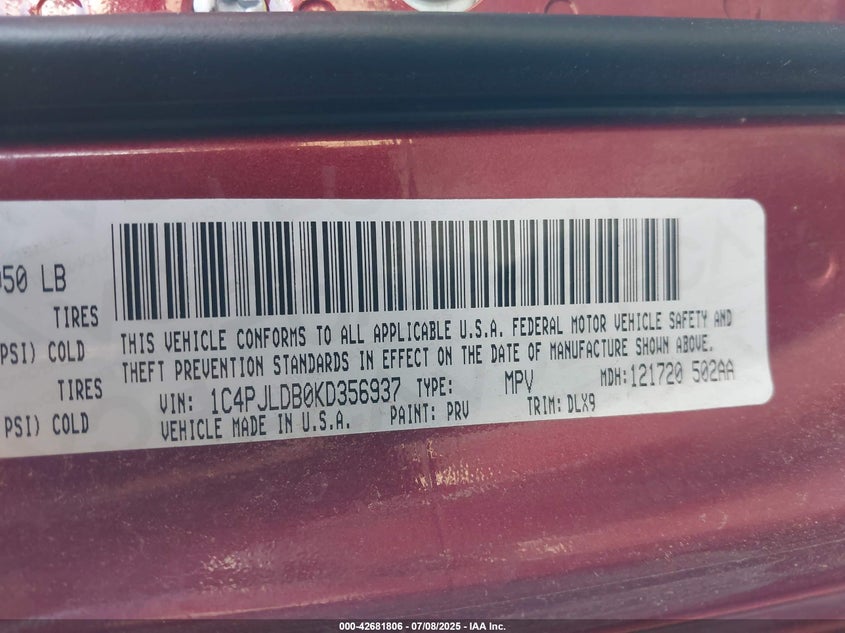 050 LB
TIRES
PSI) COLD
TIRES
PSI) COLD
THIS VEHICLE CONFORMS TO ALL APPLICABLE U.S.A. FEDERAL MOTOR VEHICLE SAFETY AND
THEFT PREVENTION STANDARDS IN EFFECT ON THE DATE OF MANUFACTURE SHOWN ABOVE.
VIN: 1C4PJLDB0KD356937 TYPE: MPV MDH: 121720 502AA
VEHICLE MADE IN U.S.A. PAINT: PRV TRIM: DLX9
000-42681806 - 07/08/2025 - IAA Inc.